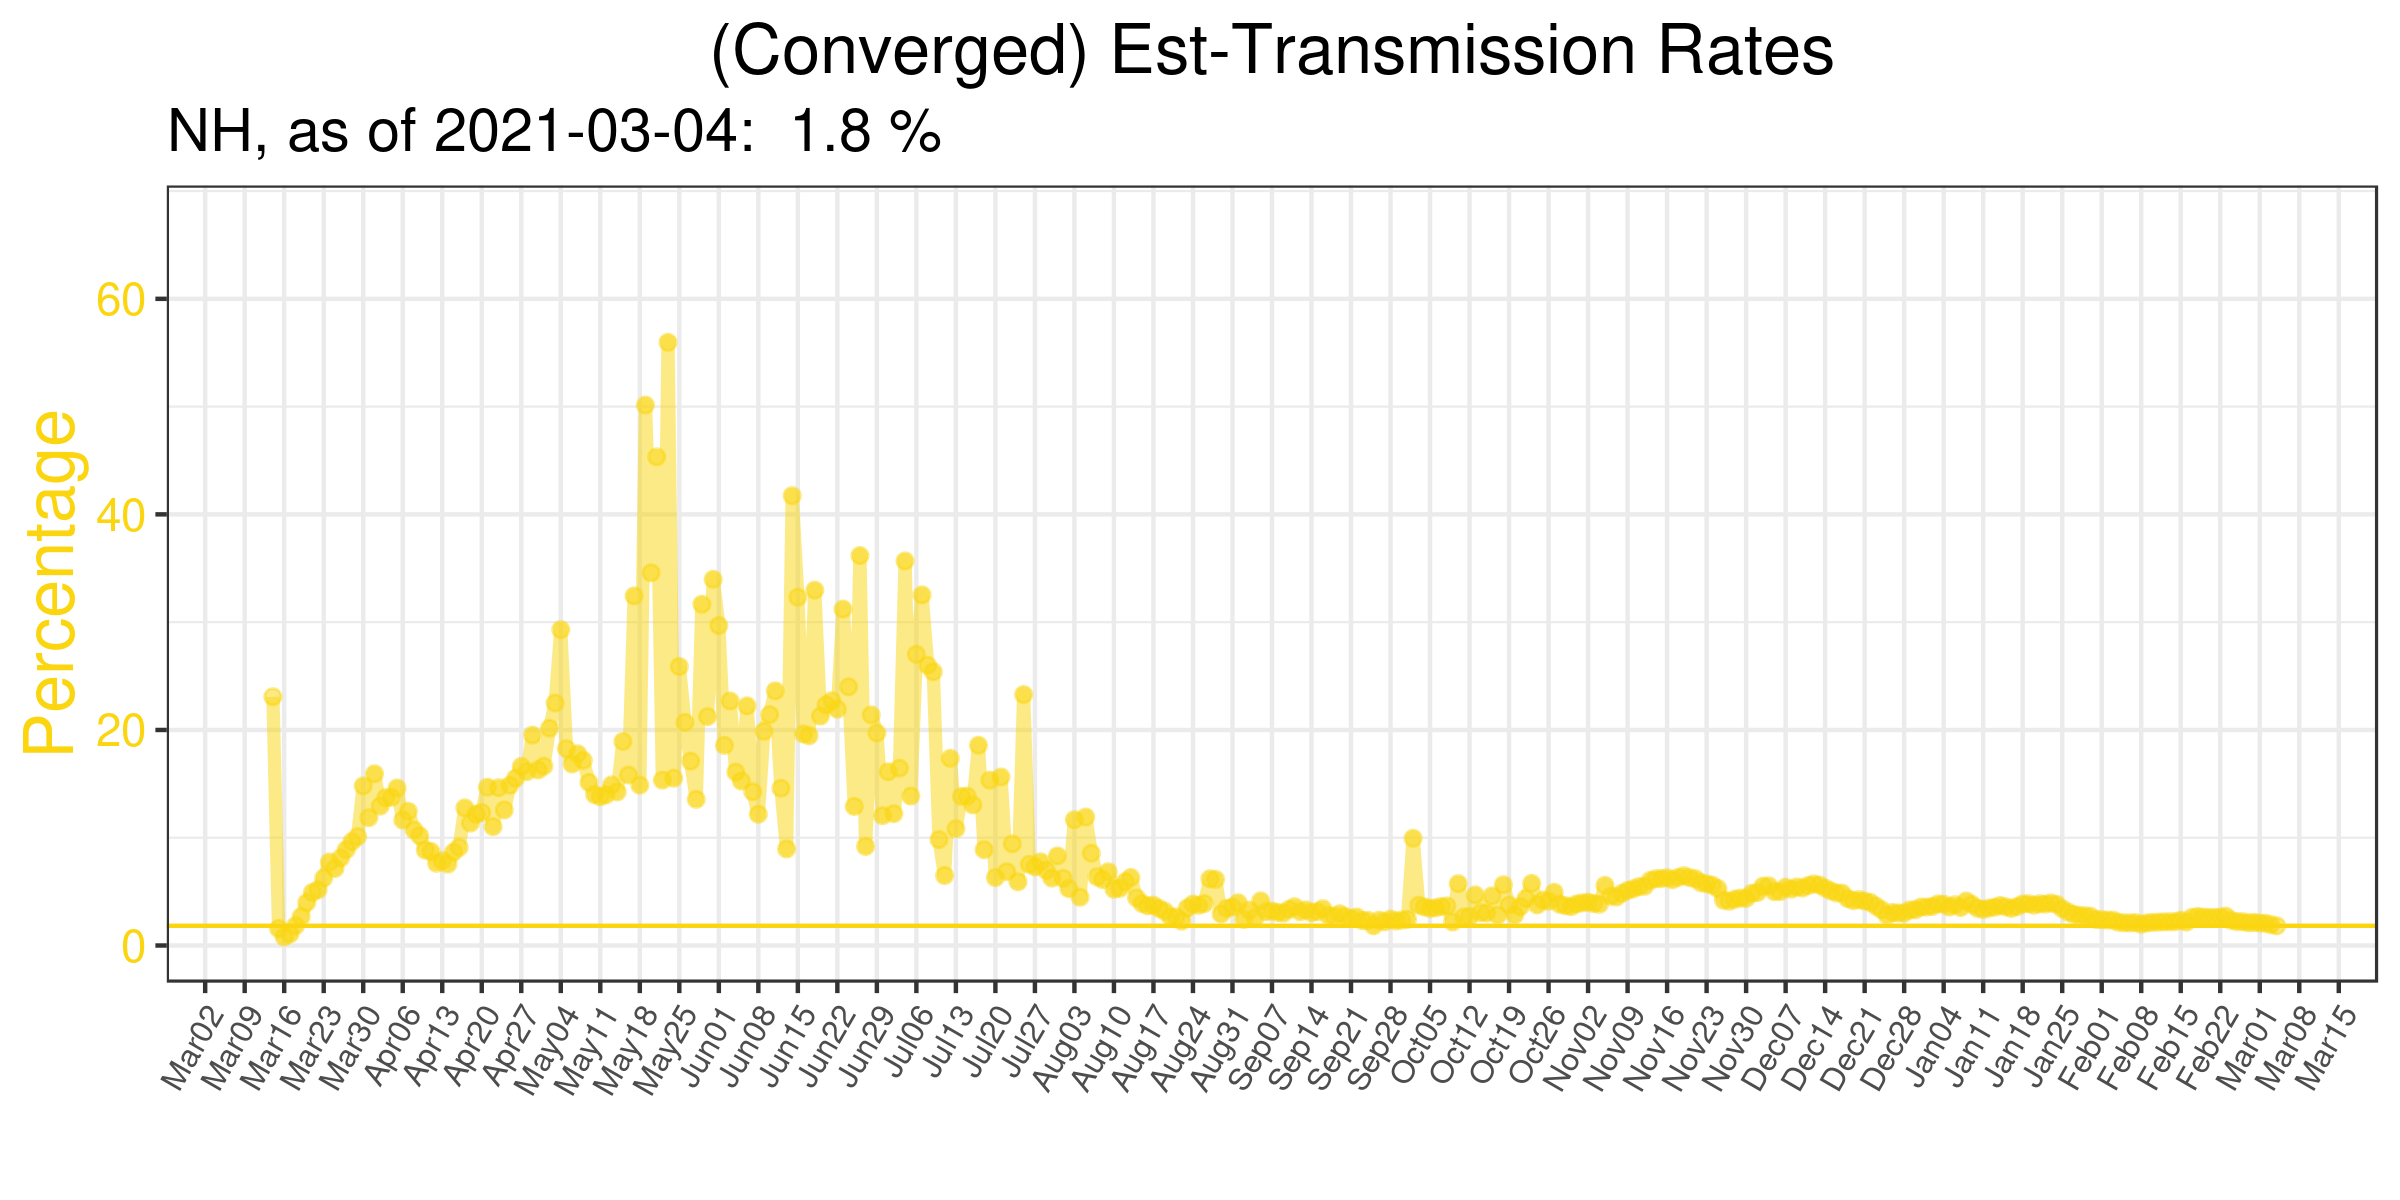 (Converged) Est-Transmission Rates
NH, as of 2021-03-04:  1.8 %
Percentage
60
40
20
0
Mar02
Mar09
Mar16
Mar23
Mar30
Apr06
Apr13
Apr20
Apr27
May04
May11
May18
May25
Jun01
Jun08
Jun15
Jun22
Jun29
Jul06
Jul13
Jul20
Jul27
Aug03
Aug10
Aug17
Aug24
Aug31
Sep07
Sep14
Sep21
Sep28
Oct05
Oct12
Oct19
Oct26
Nov02
Nov09
Nov16
Nov23
Nov30
Dec07
Dec14
Dec21
Dec28
Jan04
Jan11
Jan18
Jan25
Feb01
Feb08
Feb15
Feb22
Mar01
Mar08
Mar15